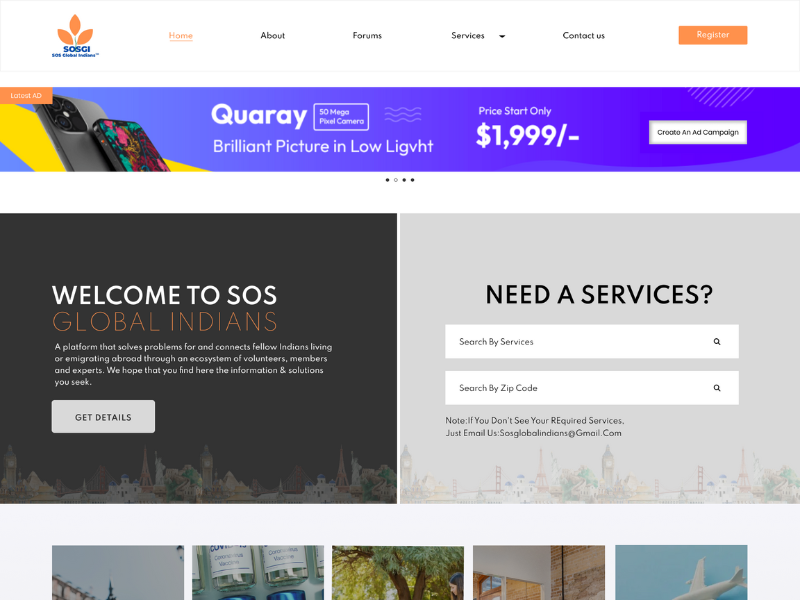 SOSGI
SOS Global Indians™
Home
About
Forums
Services
Contact us
Register
Latest AD
Quaray
50 Mega
Pixel Camera
Brilliant Picture in Low Ligvht
Price Start Only
$1,999/-
Create An Ad Campaign
WELCOME TO SOS
GLOBAL INDIANS
A platform that solves problems for and connects fellow Indians living
or emigrating abroad through an ecosystem of volunteers, members
and experts. We hope that you find here the information & solutions
you seek.
GET DETAILS
NEED A SERVICES?
Search By Services
Search By Zip Code
Note:If You Don't See Your REquired Services,
Just Email Us:Sosglobalindians@Gmail.Com
Coronavirus
Vaccine
Coronavirus
Vaccine